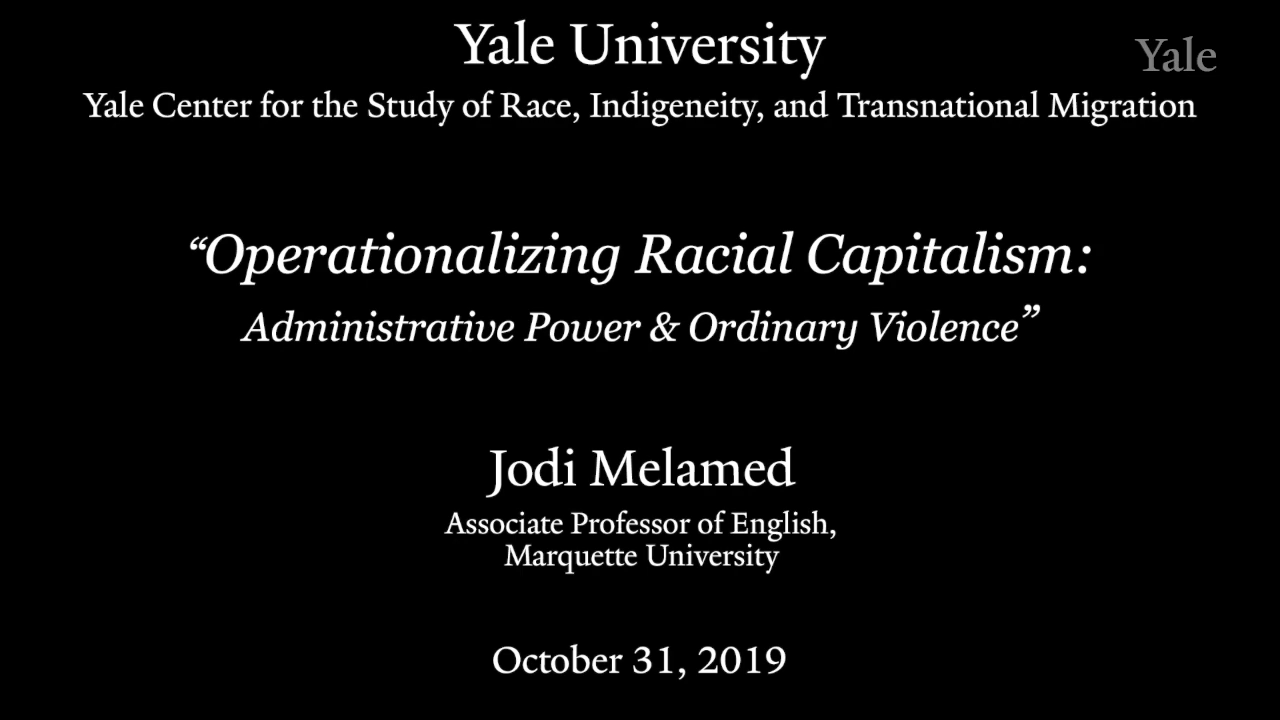 Yale University
Yale
Yale Center for the Study of Race, Indigeneity, and Transnational Migration
“Operationalizing Racial Capitalism:
Administrative Power & Ordinary Violence”
Jodi Melamed
Associate Professor of English,
Marquette University
October 31, 2019